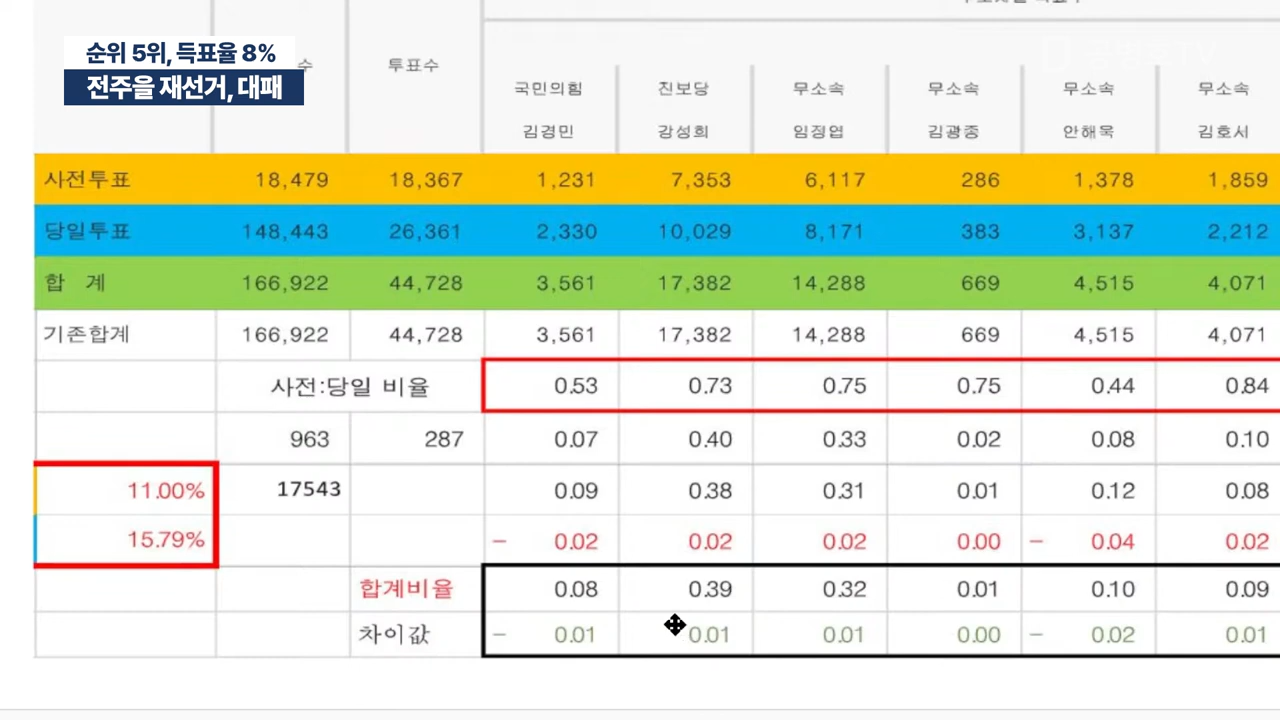 순위 5위, 득표율 8%
전주을 재선거, 대패
수 투표수
국민의힘 진보당 무소속 무소속 무소속 무소속
김경민 강성희 임정엽 김광종 안해욱 김호서
사전투표 18,479 18,367 1,231 7,353 6,117 286 1,378 1,859
당일투표 148,443 26,361 2,330 10,029 8,171 383 3,137 2,212
합 계 166,922 44,728 3,561 17,382 14,288 669 4,515 4,071
기존합계 166,922 44,728 3,561 17,382 14,288 669 4,515 4,071
사전:당일 비율 0.53 0.73 0.75 0.75 0.44 0.84
963 287 0.07 0.40 0.33 0.02 0.08 0.10
11.00% 17543 0.09 0.38 0.31 0.01 0.12 0.08
15.79% – 0.02 0.02 0.02 0.00 – 0.04 0.02
합계비율 0.08 0.39 0.32 0.01 0.10 0.09
차이값 – 0.01 0.01 0.01 0.00 – 0.02 0.01